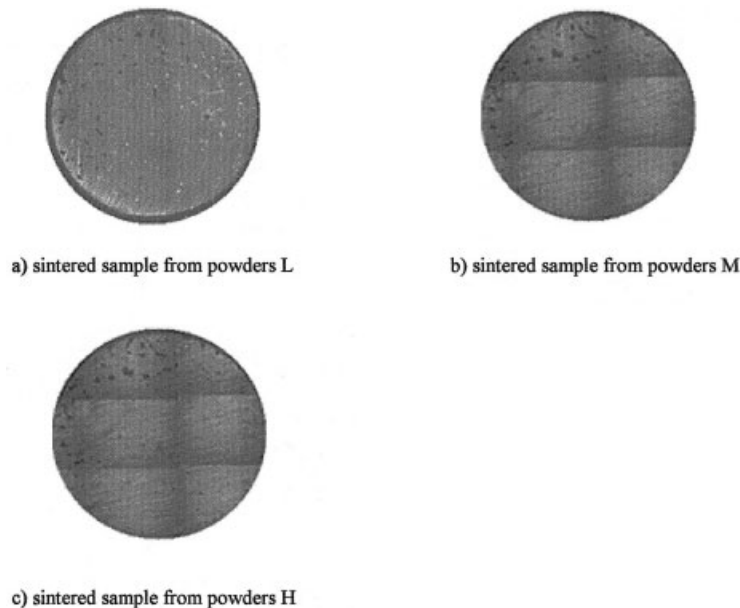 a) sintered sample from powders L
b) sintered sample from powders M
c) sintered sample from powders H